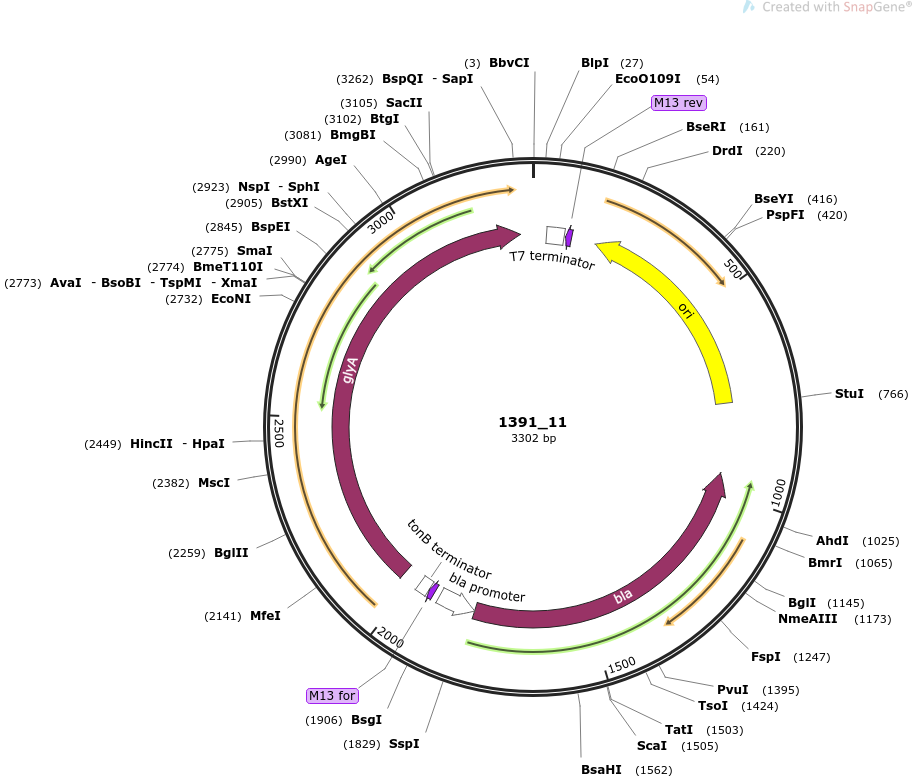 Created with SnapGene®
(3) BbvCI
BlpI (27)
(3262) BspQI - SapI
EcoO109I (54)
M13 rev
(3105) SacII
(3102) BtgI
BseRI (161)
(3081) BmgBI
DrdI (220)
(2990) AgeI
(2923) NspI - SphI
BseYI (416)
(2905) BstXI
PspFI (420)
(2845) BspEI
3000
(2775) SmaI
T7 terminator
(2774) BmeT110I
500
(2773) AvaI - BsoBI - TspMI - XmaI
(2732) EcoNI
ori
glyA
StuI (766)
1391_11
3302 bp
2500
(2449) HincII - HpaI
(2382) MscI
1000
AhdI (1025)
(2259) BglII
tonB terminator
BmrI (1065)
bla promoter
bla
BglI (1145)
(2141) MfeI
NmeAIII (1173)
2000
FspI (1247)
1500
M13 for
PvuI (1395)
TsoI (1424)
(1906) BsgI
TatI (1503)
(1829) SspI
ScaI (1505)
BsaHI (1562)